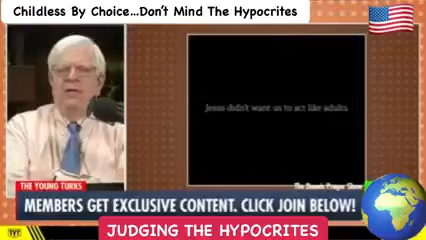 Childless By Choice...Don't Mind The Hypocrites
Jesus didn't want us to act like adults.
The Dennis Prager Show
THE YOUNG TURKS
MEMBERS GET EXCLUSIVE CONTENT. CLICK JOIN BELOW!
TYT
JUDGING THE HYPOCRITES